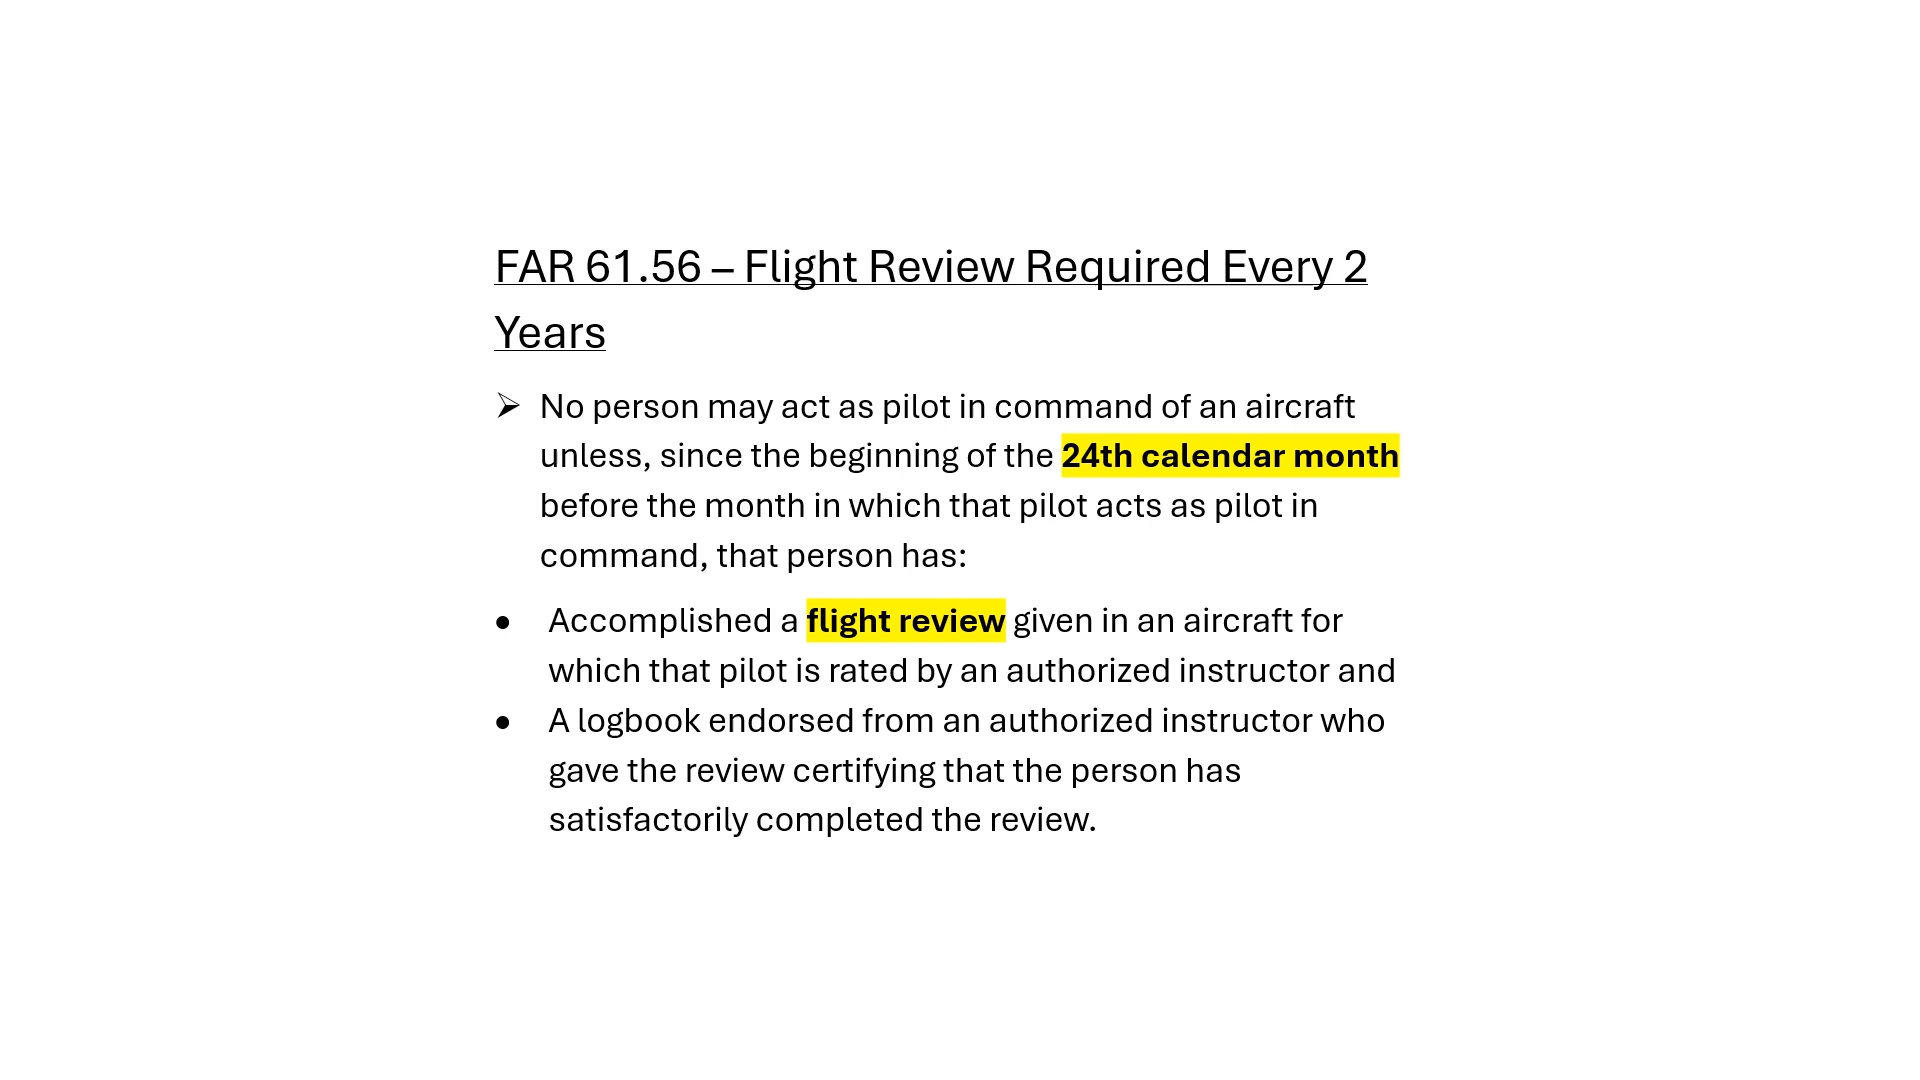 FAR 61.56 – Flight Review Required Every 2
Years
➢ No person may act as pilot in command of an aircraft
unless, since the beginning of the 24th calendar month
before the month in which that pilot acts as pilot in
command, that person has:
• Accomplished a flight review given in an aircraft for
which that pilot is rated by an authorized instructor and
• A logbook endorsed from an authorized instructor who
gave the review certifying that the person has
satisfactorily completed the review.